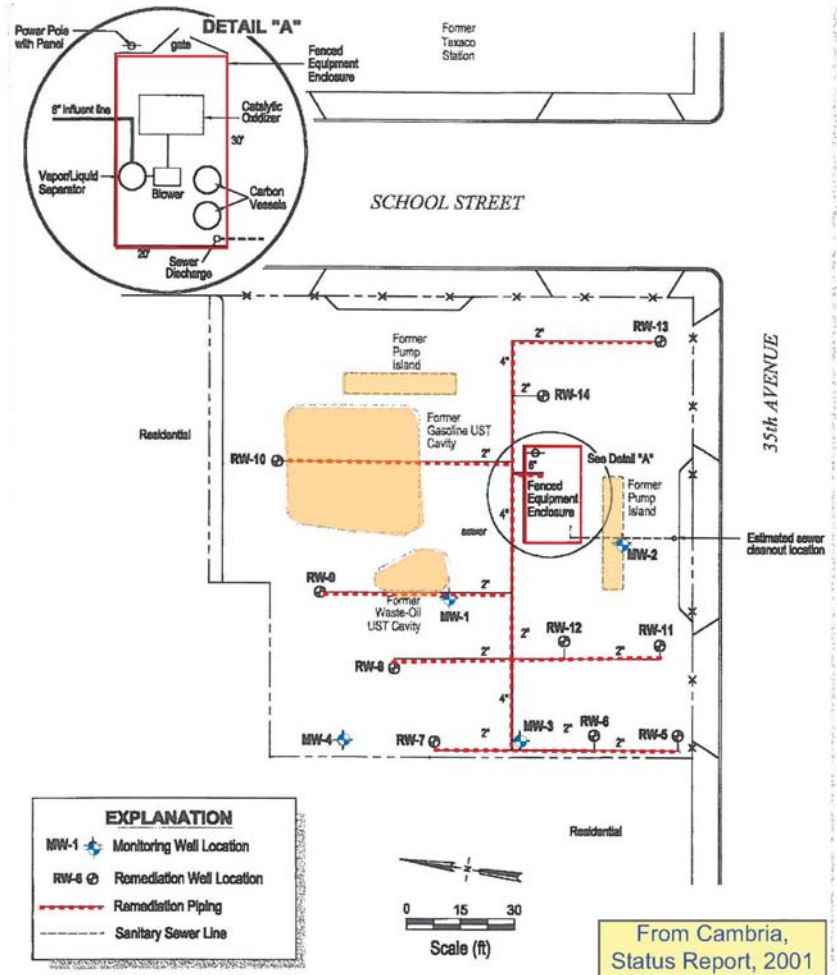 DETAIL "A"
Power Pole
with Panel
gate
Fenced
Equipment
Enclosure
6" Influent line
Catalytic
Oxidizer
30'
Vapor/Liquid
Separator
Blower
Carbon
Vessels
20'
Sewer
Discharge
Former
Texaco
Station
SCHOOL STREET
35th AVENUE
2"
RW-13
Former
Pump
Island
4"
2"
RW-14
Former
Gasoline UST
Cavity
Residential
RW-10
2"
6"
See Detail "A"
Fenced
Equipment
Enclosure
Former
Pump
Island
4"
sewer
Estimated sewer
cleanout location
MW-2
RW-9
2"
MW-1
Former
Waste-Oil
UST Cavity
2"
RW-12
RW-11
RW-8
2"
2"
4"
MW-4
RW-7
2"
MW-3
2"
RW-6
2"
RW-5
Residential
EXPLANATION
MW-1 Monitoring Well Location
RW-6 Remediation Well Location
Remediation Piping
Sanitary Sewer Line
N
0 15 30
Scale (ft)
From Cambria,
Status Report, 2001